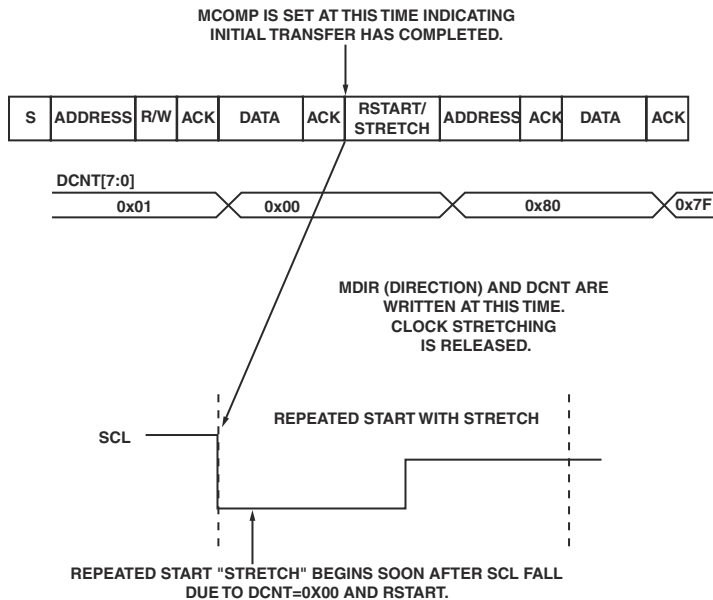 MCOMP IS SET AT THIS TIME INDICATING
INITIAL TRANSFER HAS COMPLETED.
S ADDRESS R/W ACK DATA ACK RSTART/ STRETCH ADDRESS ACK DATA ACK
DCNT[7:0]
0x01 0x00 0x80 0x7F
MDIR (DIRECTION) AND DCNT ARE
WRITTEN AT THIS TIME.
CLOCK STRETCHING
IS RELEASED.
REPEATED START WITH STRETCH
SCL
REPEATED START "STRETCH" BEGINS SOON AFTER SCL FALL
DUE TO DCNT=0X00 AND RSTART.